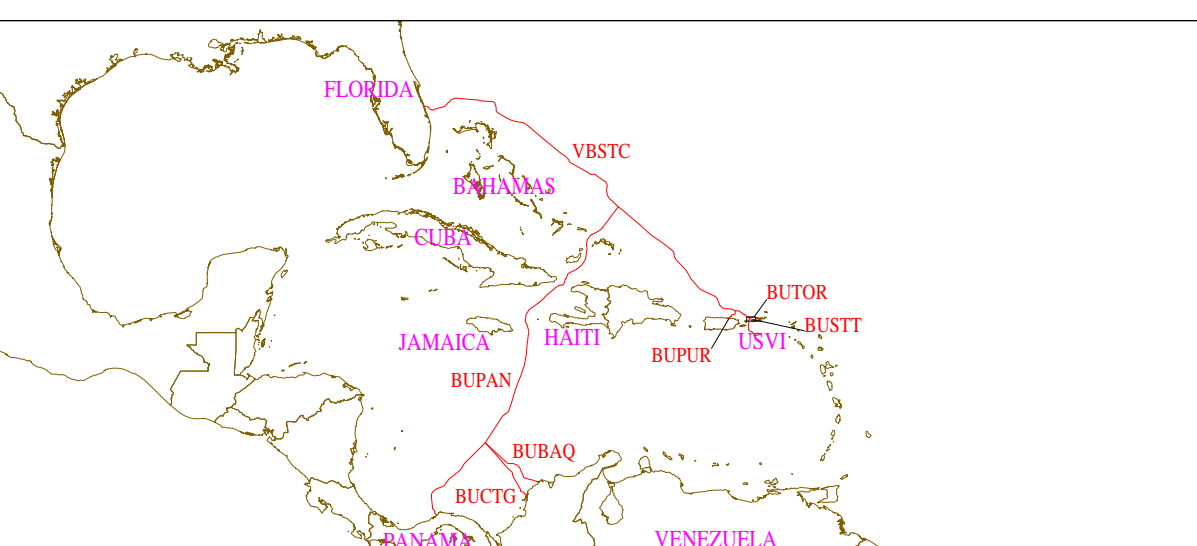 FLORIDA
VBSTC
BAHAMAS
CUBA
BUTOR
BUSTT
JAMAICA
HAITI
USVI
BUPUR
BUPAN
BUBAQ
BUCTG
PANAMA
VENEZUELA